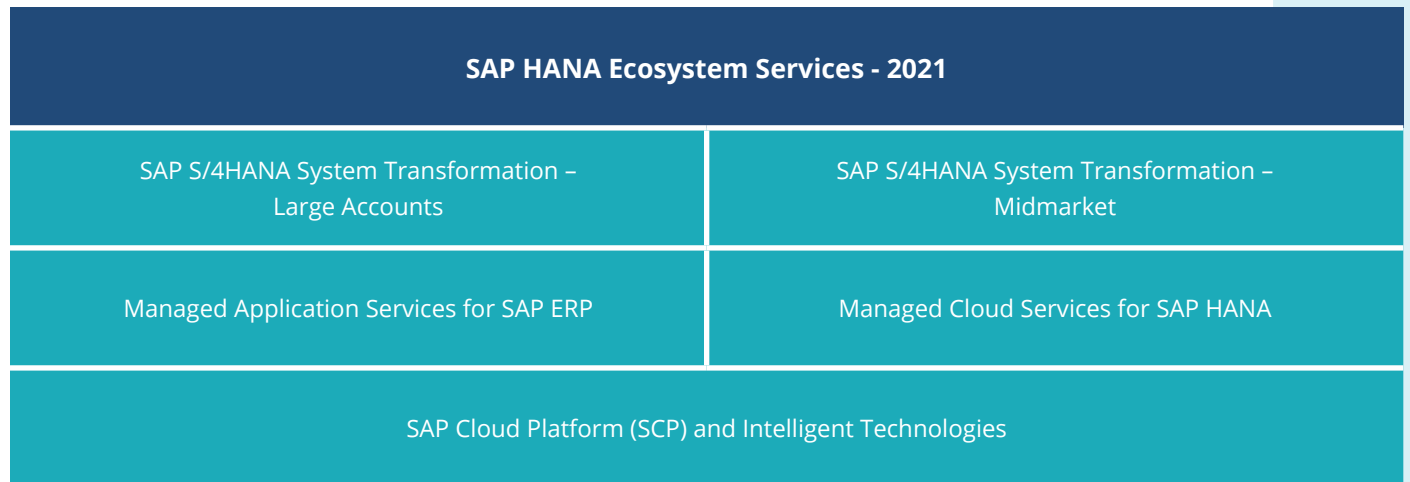 SAP HANA Ecosystem Services - 2021
SAP S/4HANA System Transformation –
Large Accounts
SAP S/4HANA System Transformation –
Midmarket
Managed Application Services for SAP ERP
Managed Cloud Services for SAP HANA
SAP Cloud Platform (SCP) and Intelligent Technologies